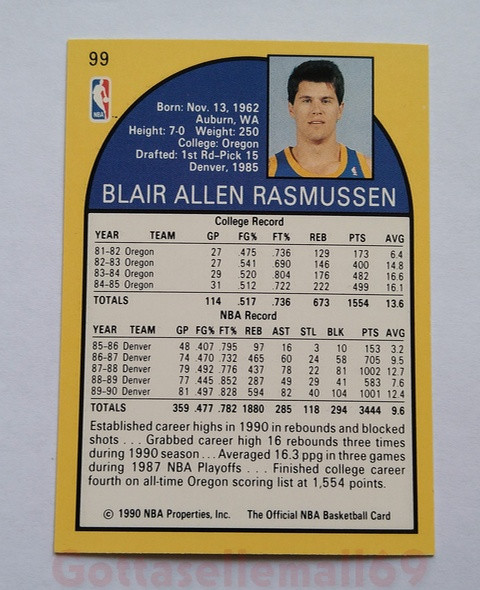 99
NBA
Born: Nov. 13, 1962
Auburn, WA
Height: 7-0 Weight: 250
College: Oregon
Drafted: 1st Rd-Pick 15
Denver, 1985
BLAIR ALLEN RASMUSSEN
College Record
YEAR TEAM GP FG% FT% REB PTS AVG
81-82 Oregon 27 .475 .736 129 173 6.4
82-83 Oregon 27 .541 .690 146 400 14.8
83-84 Oregon 29 .520 .804 176 482 16.6
84-85 Oregon 31 .512 .722 222 499 16.1
TOTALS 114 .517 .736 673 1554 13.6
NBA Record
YEAR TEAM GP FG% FT% REB AST STL BLK PTS AVG
85-86 Denver 48 .407 .795 97 16 3 10 153 3.2
86-87 Denver 74 .470 .732 465 60 24 58 705 9.5
87-88 Denver 79 .492 .776 437 78 22 81 1002 12.7
88-89 Denver 77 .445 .852 287 49 29 41 583 7.6
89-90 Denver 81 .497 .828 594 82 40 104 1001 12.4
TOTALS 359 .477 .782 1880 285 118 294 3444 9.6
Established career highs in 1990 in rebounds and blocked
shots . . . Grabbed career high 16 rebounds three times
during 1990 season . . . Averaged 16.3 ppg in three games
during 1987 NBA Playoffs . . . Finished college career
fourth on all-time Oregon scoring list at 1,554 points.
© 1990 NBA Properties, Inc. The Official NBA Basketball Card
Gottasellemall69